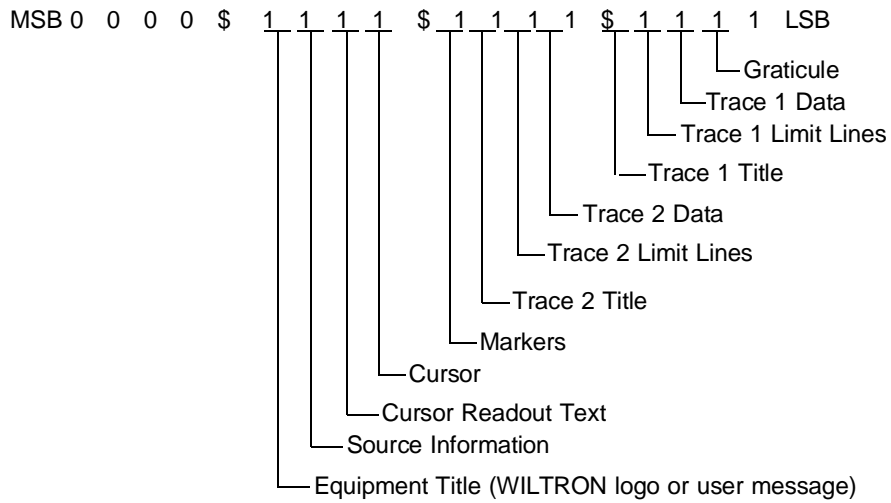 MSB 0 0 0 0 $ 1 1 1 1 $ 1 1 1 1 1 $ 1 1 1 1 1 LSB
Graticule
Trace 1 Data
Trace 1 Limit Lines
Trace 1 Title
Trace 2 Data
Trace 2 Limit Lines
Trace 2 Title
Markers
Cursor
Cursor Readout Text
Source Information
Equipment Title (WILTRON logo or user message)